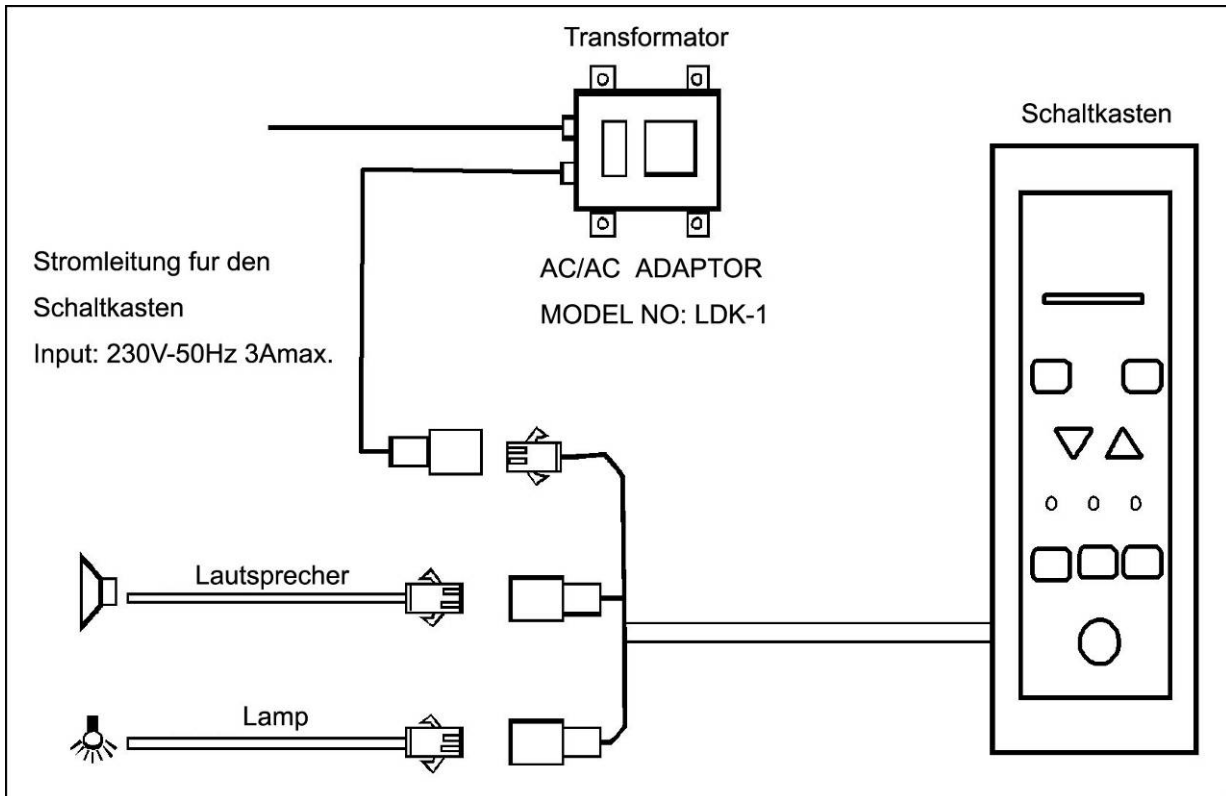 Transformator
Schaltkasten
Stromleitung fur den
Schaltkasten
Input: 230V-50Hz 3Amax.
AC/AC ADAPTOR
MODEL NO: LDK-1
Lautsprecher
Lamp